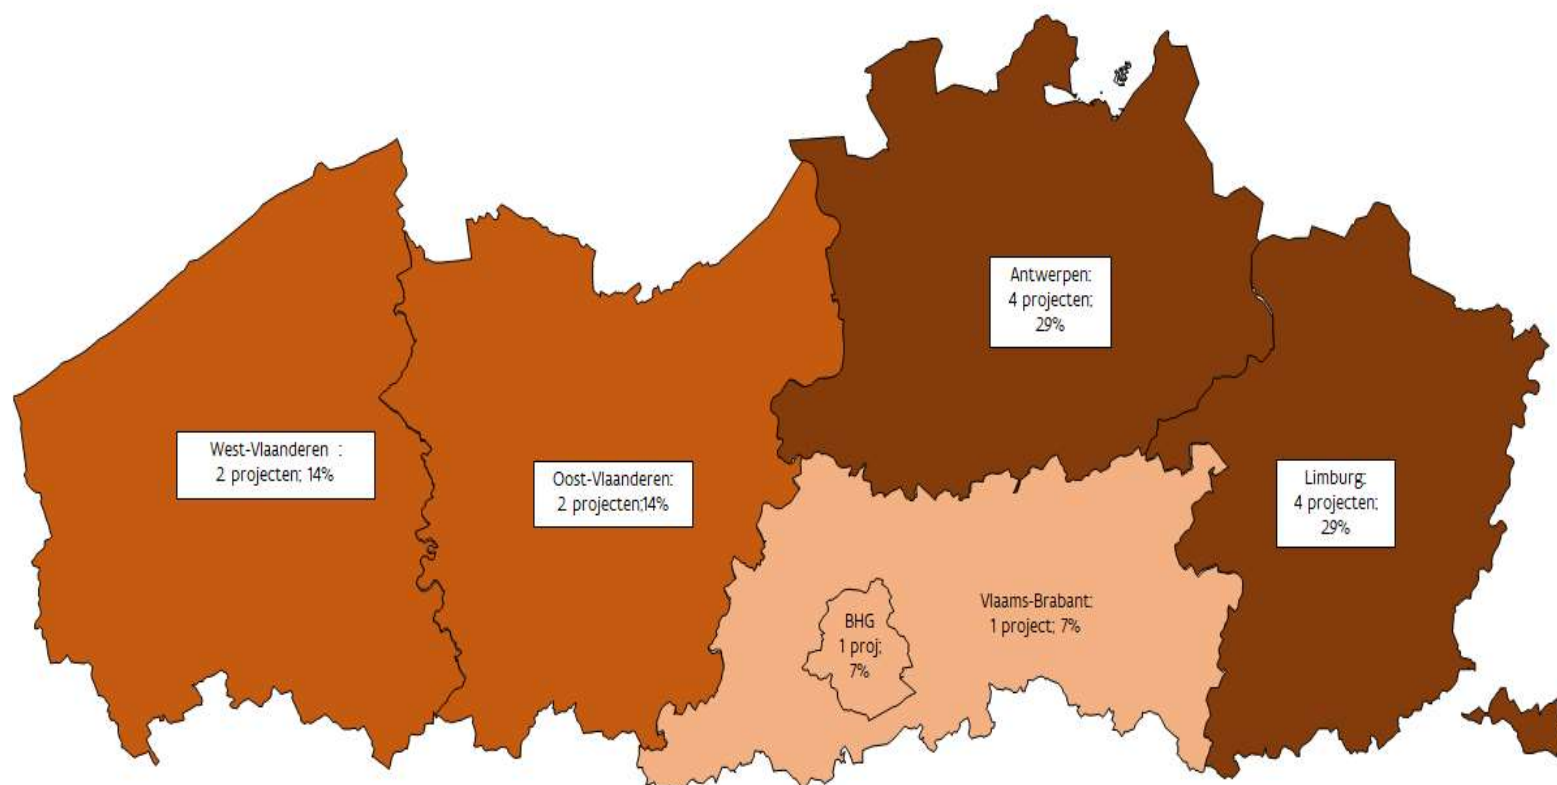 Antwerpen:
4 projecten;
29%
West-Vlaanderen :
2 projecten; 14%
Oost-Vlaanderen:
2 projecten;14%
Limburg:
4 projecten;
29%
Vlaams-Brabant:
1 project; 7%
BHG
1 proj;
7%